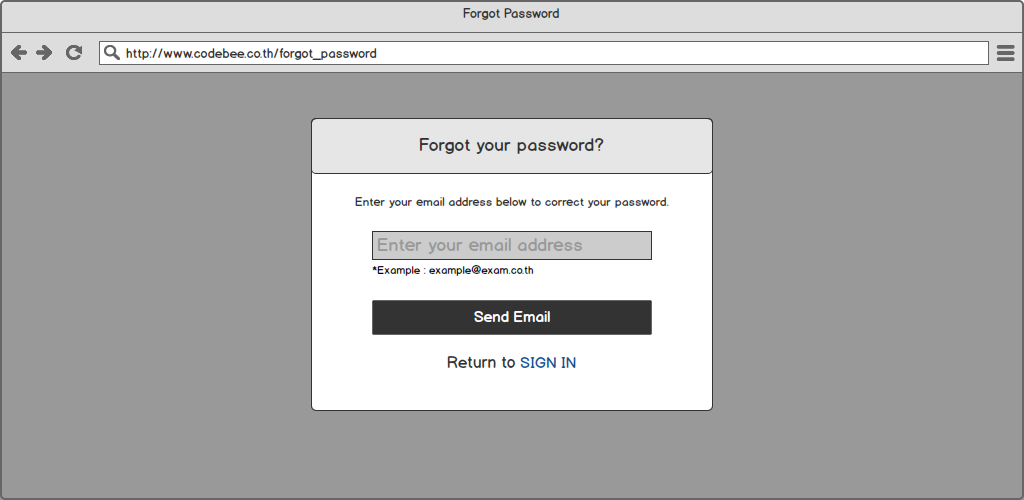 Forgot Password
http://www.codebee.co.th/forgot_password
Forgot your password?
Enter your email address below to correct your password.
Enter your email address
*Example : example@exam.co.th
Send Email
Return to SIGN IN